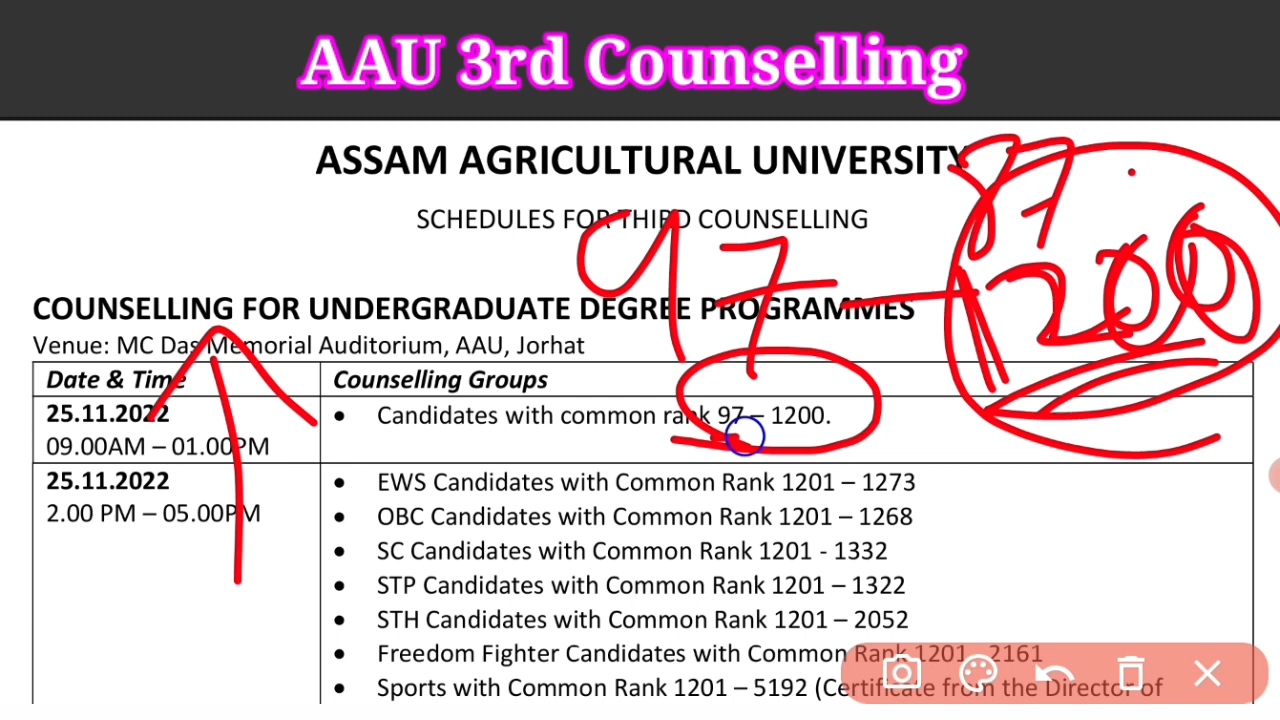 AAU 3rd Counselling
ASSAM AGRICULTURAL UNIVERSITY
SCHEDULES FOR THIRD COUNSELLING
97
97 – 1200
COUNSELLING FOR UNDERGRADUATE DEGREE PROGRAMMES
Venue: MC Das Memorial Auditorium, AAU, Jorhat
Date & Time Counselling Groups
25.11.2022 • Candidates with common rank 97 – 1200.
09.00AM – 01.00PM
25.11.2022 • EWS Candidates with Common Rank 1201 – 1273
2.00 PM – 05.00PM • OBC Candidates with Common Rank 1201 – 1268
• SC Candidates with Common Rank 1201 - 1332
• STP Candidates with Common Rank 1201 – 1322
• STH Candidates with Common Rank 1201 – 2052
• Freedom Fighter Candidates with Common Rank 1201 - 2161
• Sports with Common Rank 1201 – 5192 (Certificate from the Director of